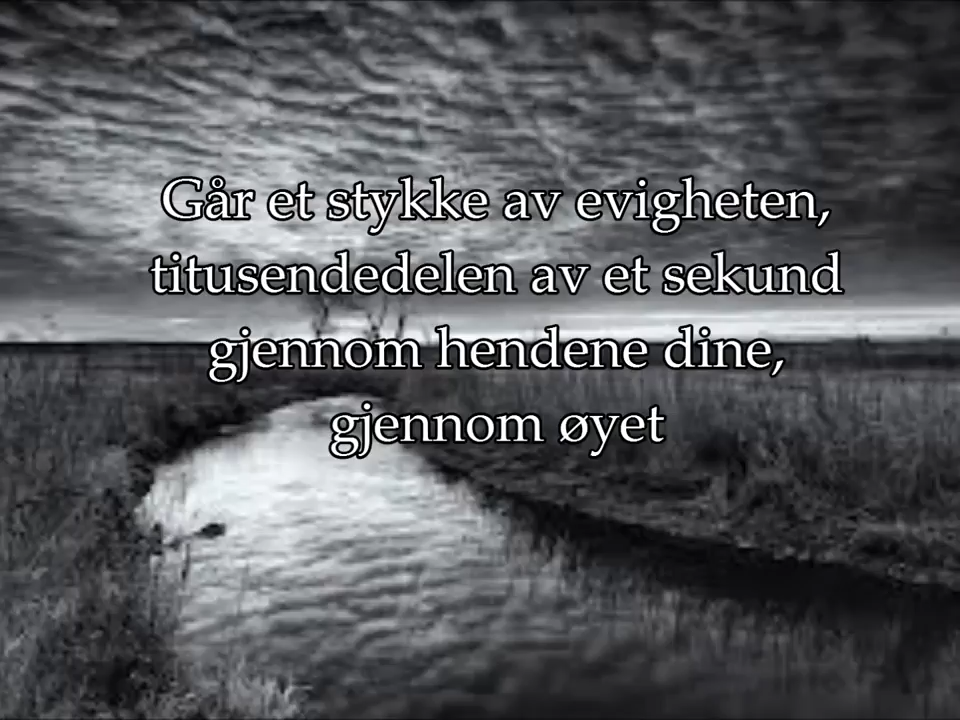 Går et stykke av evigheten,
titusendedelen av et sekund
gjennom hendene dine,
gjennom øyet